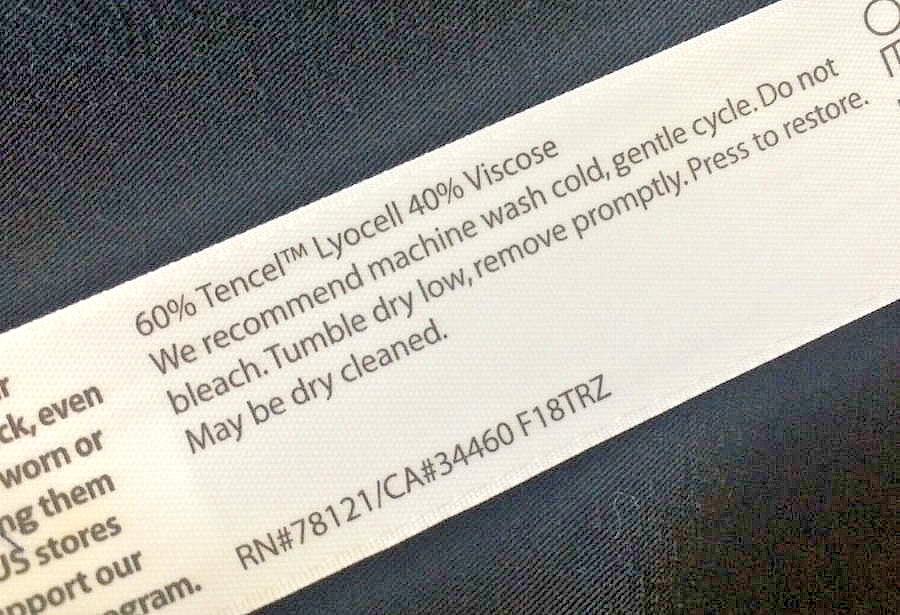 60% Tencel™ Lyocell 40% Viscose
We recommend machine wash cold, gentle cycle. Do not
bleach. Tumble dry low, remove promptly. Press to restore.
May be dry cleaned.
RN#78121/CA#34460 F18TRZ
r
ck, even
worn or
ng them
US stores
pport our
ogram.